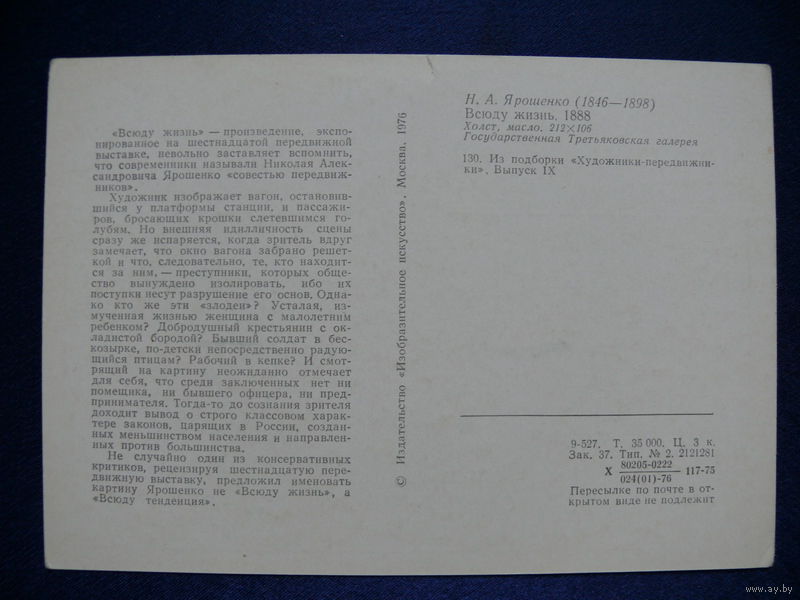 «Всюду жизнь» — произведение, экспо-
нированное на шестнадцатой передвижной
выставке, невольно заставляет вспомнить,
что современники называли Николая Алек-
сандровича Ярошенко «совестью передвиж-
ников».
Художник изображает вагон, остановив-
шийся у платформы станции, и пассажи-
ров, бросающих крошки слетевшимся го-
лубям. Но внешняя идилличность сцены
сразу же испаряется, когда зритель вдруг
замечает, что окно вагона забрано решет-
кой и что, следовательно, те, кто находит-
ся за ним, — преступники, которых обще-
ство вынуждено изолировать, ибо их
поступки несут разрушение его основ. Одна-
ко кто же эти «злодеи»? Усталая, из-
мученная жизнью женщина с малолетним
ребенком? Добродушный крестьянин с ок-
ладистой бородой? Бывший солдат в бес-
козырке, по-детски непосредственно радую-
щийся птицам? Рабочий в кепке? И смот-
рящий на картину неожиданно отмечает
для себя, что среди заключенных нет ни
помещика, ни бывшего офицера, ни пред-
принимателя. Тогда-то до сознания зрителя
доходит вывод о строго классовом харак-
тере законов, царящих в России, создан-
ных меньшинством населения и направлен-
ных против большинства.
Не случайно один из консервативных
критиков, рецензируя шестнадцатую пере-
движную выставку, предложил именовать
картину Ярошенко не «Всюду жизнь», а
«Всюду тенденция».
© Издательство «Изобразительное искусство», Москва, 1976
Н. А. Ярошенко (1846—1898)
Всюду жизнь, 1888
Холст, масло. 212×106
Государственная Третьяковская галерея
130. Из подборки «Художники-передвижни-
ки». Выпуск IX
9-527. Т. 35 000. Ц. 3 к.
Зак. 37. Тип. № 2. 2121281
80205-0222
Х 117-75
024(01)-76
Пересылке по почте в от-
крытом виде не подлежит
www.ay.by